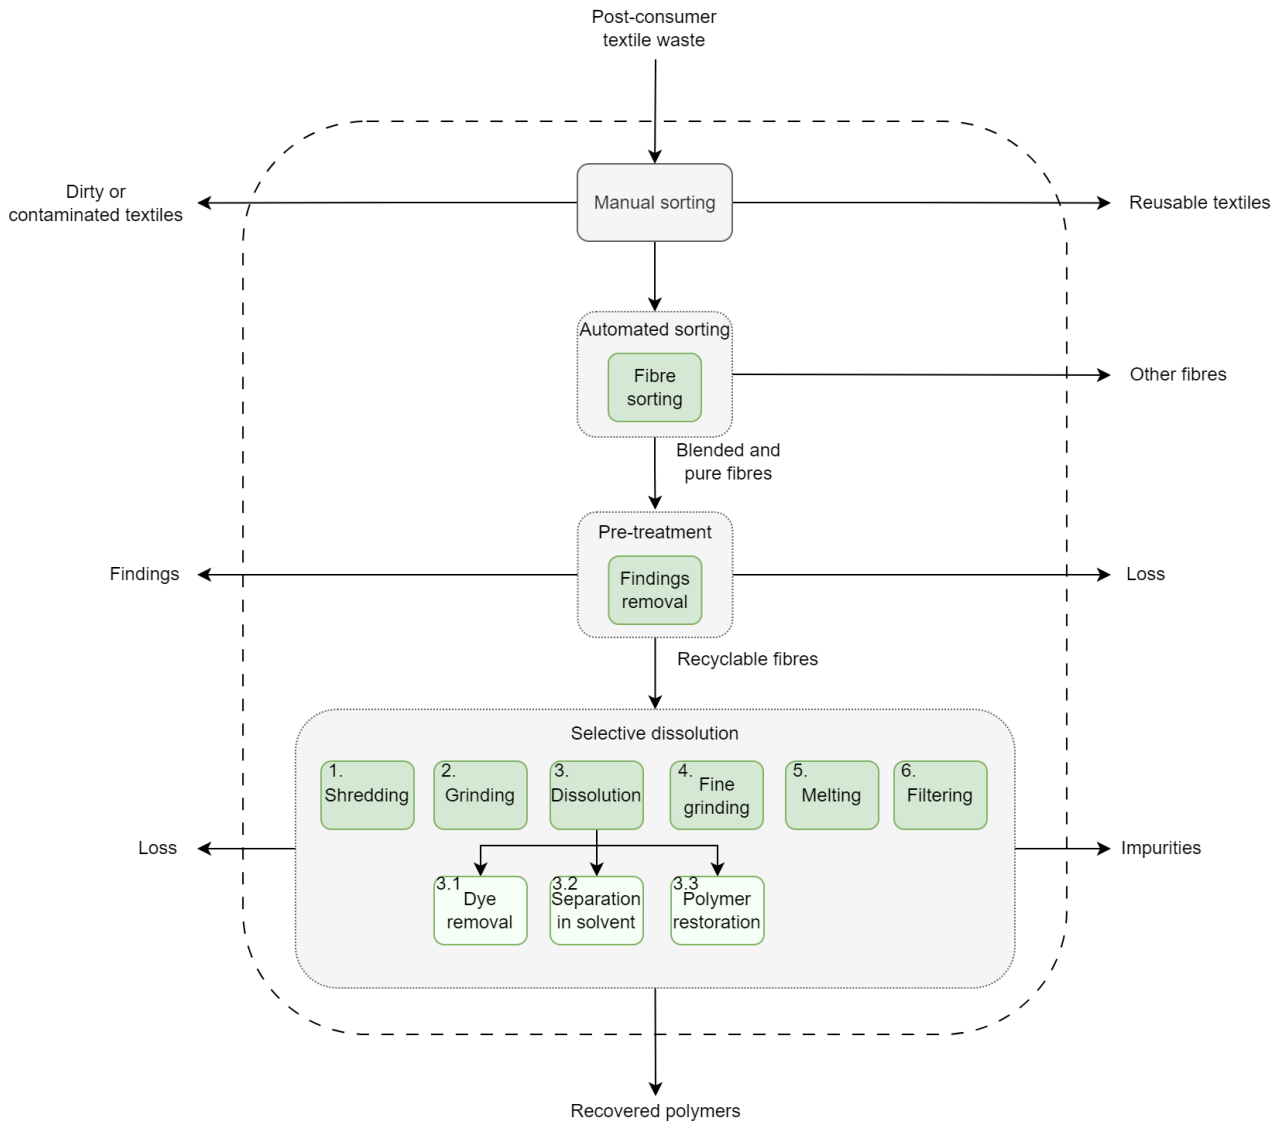 Post-consumer
textile waste
Dirty or
contaminated textiles
Manual sorting
Reusable textiles
Automated sorting
Fibre
sorting
Other fibres
Blended and
pure fibres
Pre-treatment
Findings
Findings
removal
Loss
Recyclable fibres
Selective dissolution
1.
Shredding
2.
Grinding
3.
Dissolution
4.
Fine
grinding
5.
Melting
6.
Filtering
Loss
Impurities
3.1
Dye
removal
3.2
Separation
in solvent
3.3
Polymer
restoration
Recovered polymers